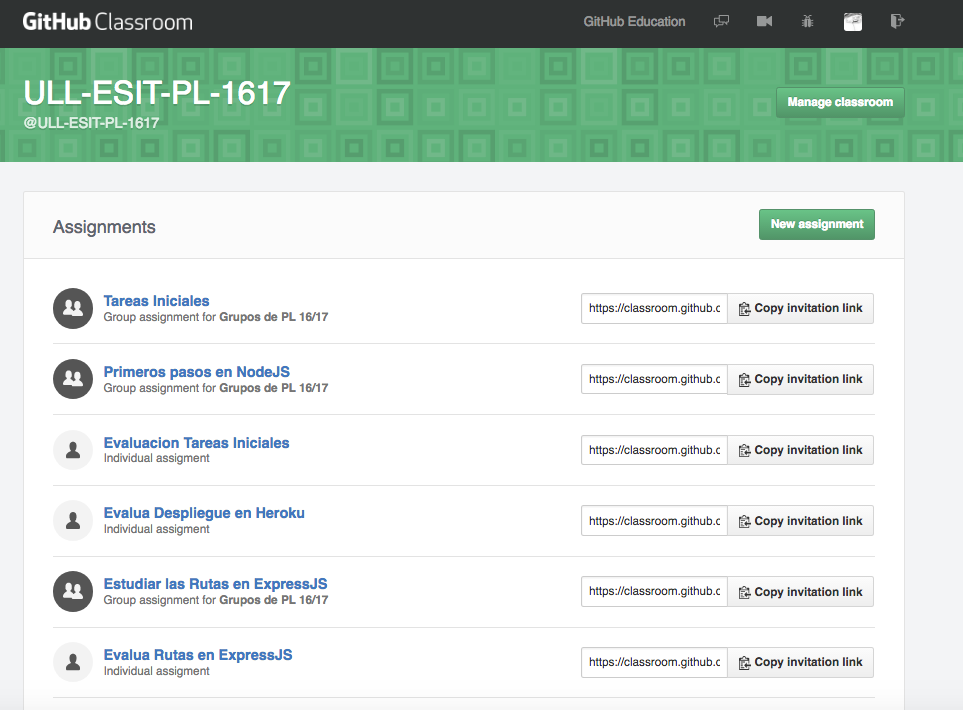 GitHub Classroom
GitHub Education
ULL-ESIT-PL-1617
@ULL-ESIT-PL-1617
Manage classroom
Assignments
New assignment
Tareas Iniciales
Group assignment for Grupos de PL 16/17
https://classroom.github.c
Copy invitation link
Primeros pasos en NodeJS
Group assignment for Grupos de PL 16/17
https://classroom.github.c
Copy invitation link
Evaluacion Tareas Iniciales
Individual assigment
https://classroom.github.c
Copy invitation link
Evalua Despliegue en Heroku
Individual assigment
https://classroom.github.c
Copy invitation link
Estudiar las Rutas en ExpressJS
Group assignment for Grupos de PL 16/17
https://classroom.github.c
Copy invitation link
Evalua Rutas en ExpressJS
Individual assigment
https://classroom.github.c
Copy invitation link